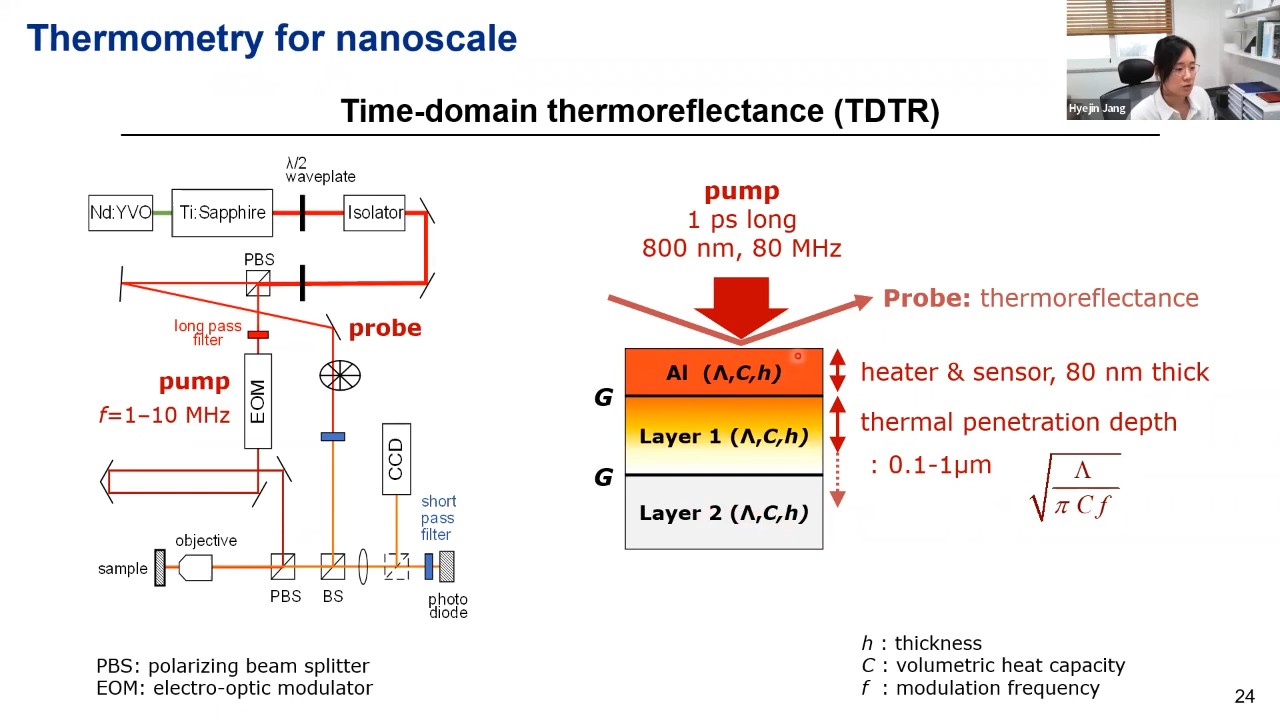 Thermometry for nanoscale
Hyejin Jang
Time-domain thermoreflectance (TDTR)
λ/2
waveplate
Nd:YVO
Ti:Sapphire
Isolator
PBS
long pass
filter
probe
pump
f=1–10 MHz
EOM
CCD
short
pass
filter
objective
sample
PBS
BS
photo
diode
PBS: polarizing beam splitter
EOM: electro-optic modulator
pump
1 ps long
800 nm, 80 MHz
Probe: thermoreflectance
Al (Λ,C,h)
heater & sensor, 80 nm thick
G
Layer 1 (Λ,C,h)
thermal penetration depth
: 0.1-1μm
√(Λ / π C f)
G
Layer 2 (Λ,C,h)
h : thickness
C : volumetric heat capacity
f : modulation frequency
24